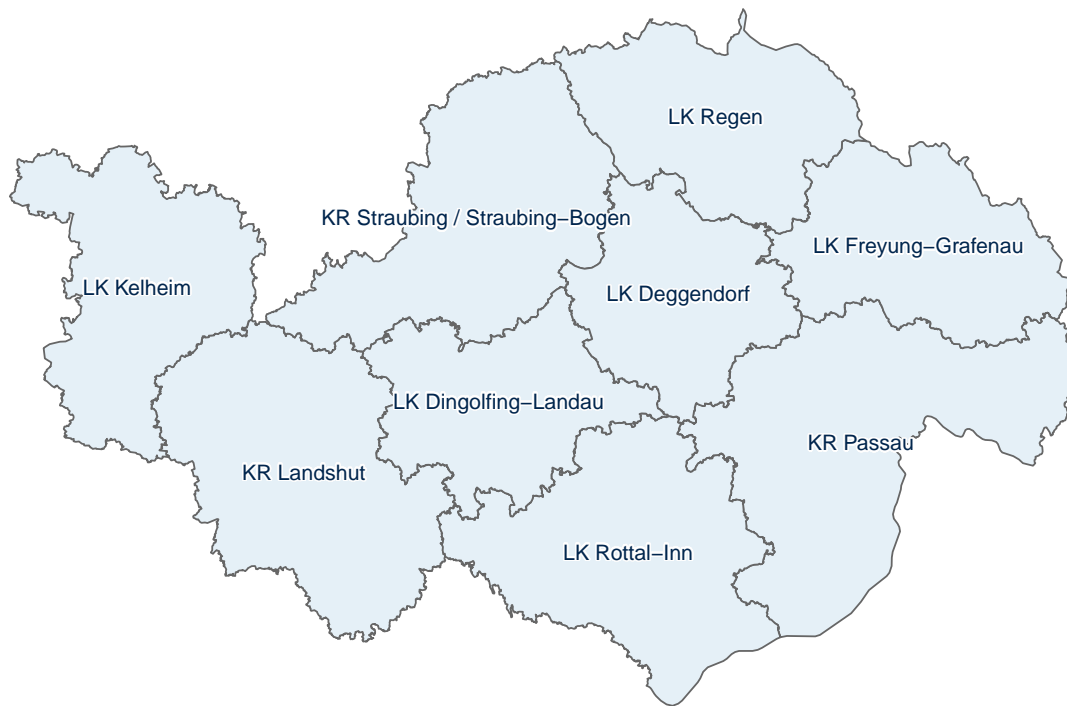 LK Regen
KR Straubing / Straubing−Bogen
LK Freyung−Grafenau
LK Kelheim
LK Deggendorf
LK Dingolfing−Landau
KR Passau
KR Landshut
LK Rottal−Inn